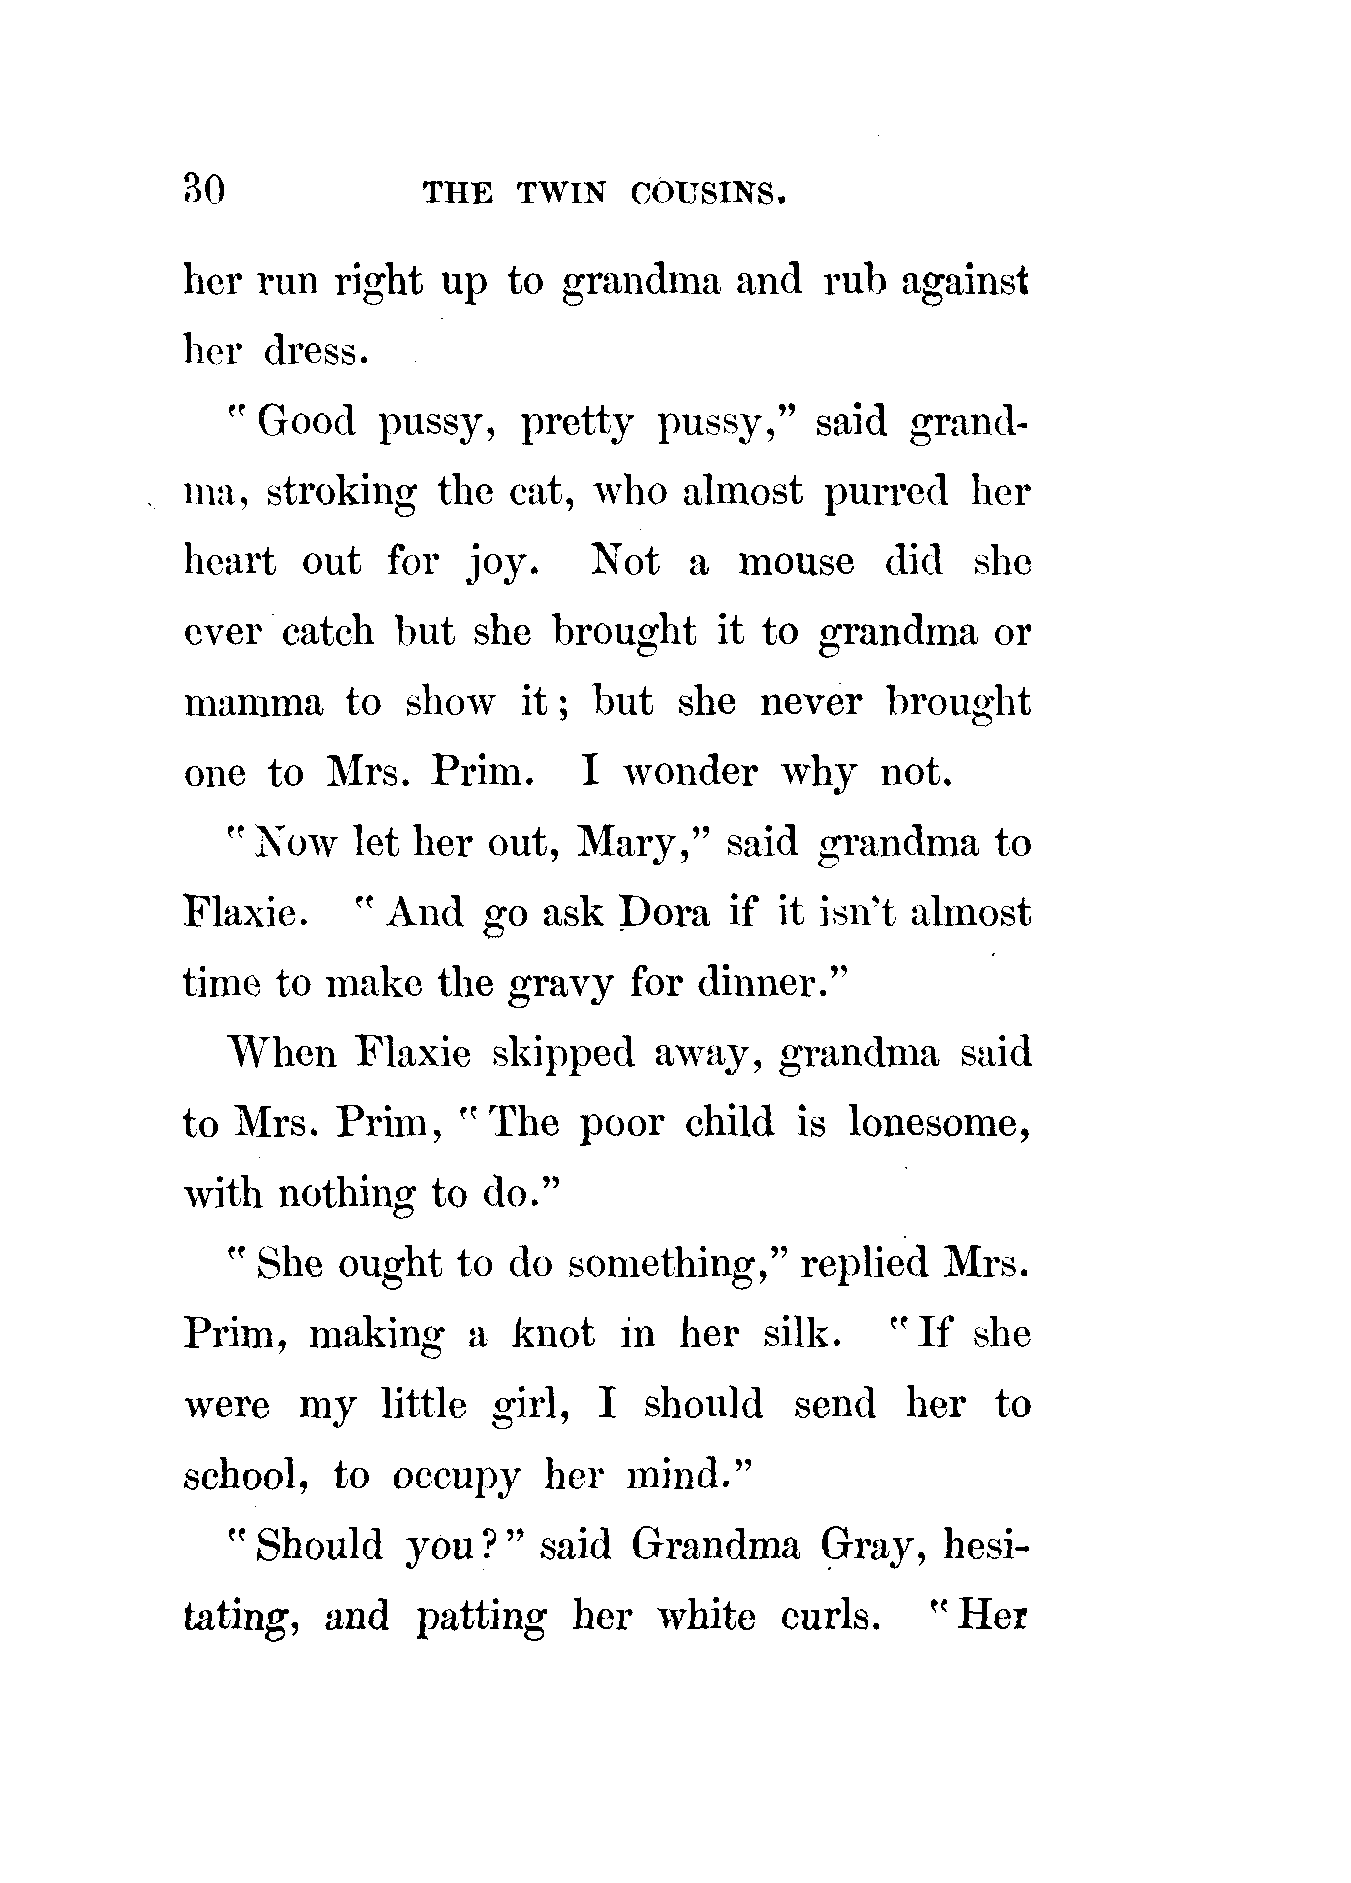 30 THE TWIN COUSINS.
her run right up to grandma and rub against
her dress.
"Good pussy, pretty pussy," said grand-
ma, stroking the cat, who almost purred her
heart out for joy. Not a mouse did she
ever catch but she brought it to grandma or
mamma to show it; but she never brought
one to Mrs. Prim. I wonder why not.
"Now let her out, Mary," said grandma to
Flaxie. "And go ask Dora if it isn't almost
time to make the gravy for dinner."
When Flaxie skipped away, grandma said
to Mrs. Prim, "The poor child is lonesome,
with nothing to do."
"She ought to do something," replied Mrs.
Prim, making a knot in her silk. "If she
were my little girl, I should send her to
school, to occupy her mind."
"Should you?" said Grandma Gray, hesi-
tating, and patting her white curls. "Her